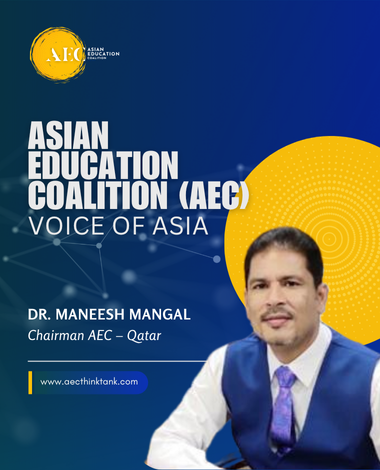 AEC
ASIAN
EDUCATION
COALITION
ASIAN
EDUCATION
COALITION (AEC)
VOICE OF ASIA
DR. MANEESH MANGAL
Chairman AEC – Qatar
www.aecthinktank.com